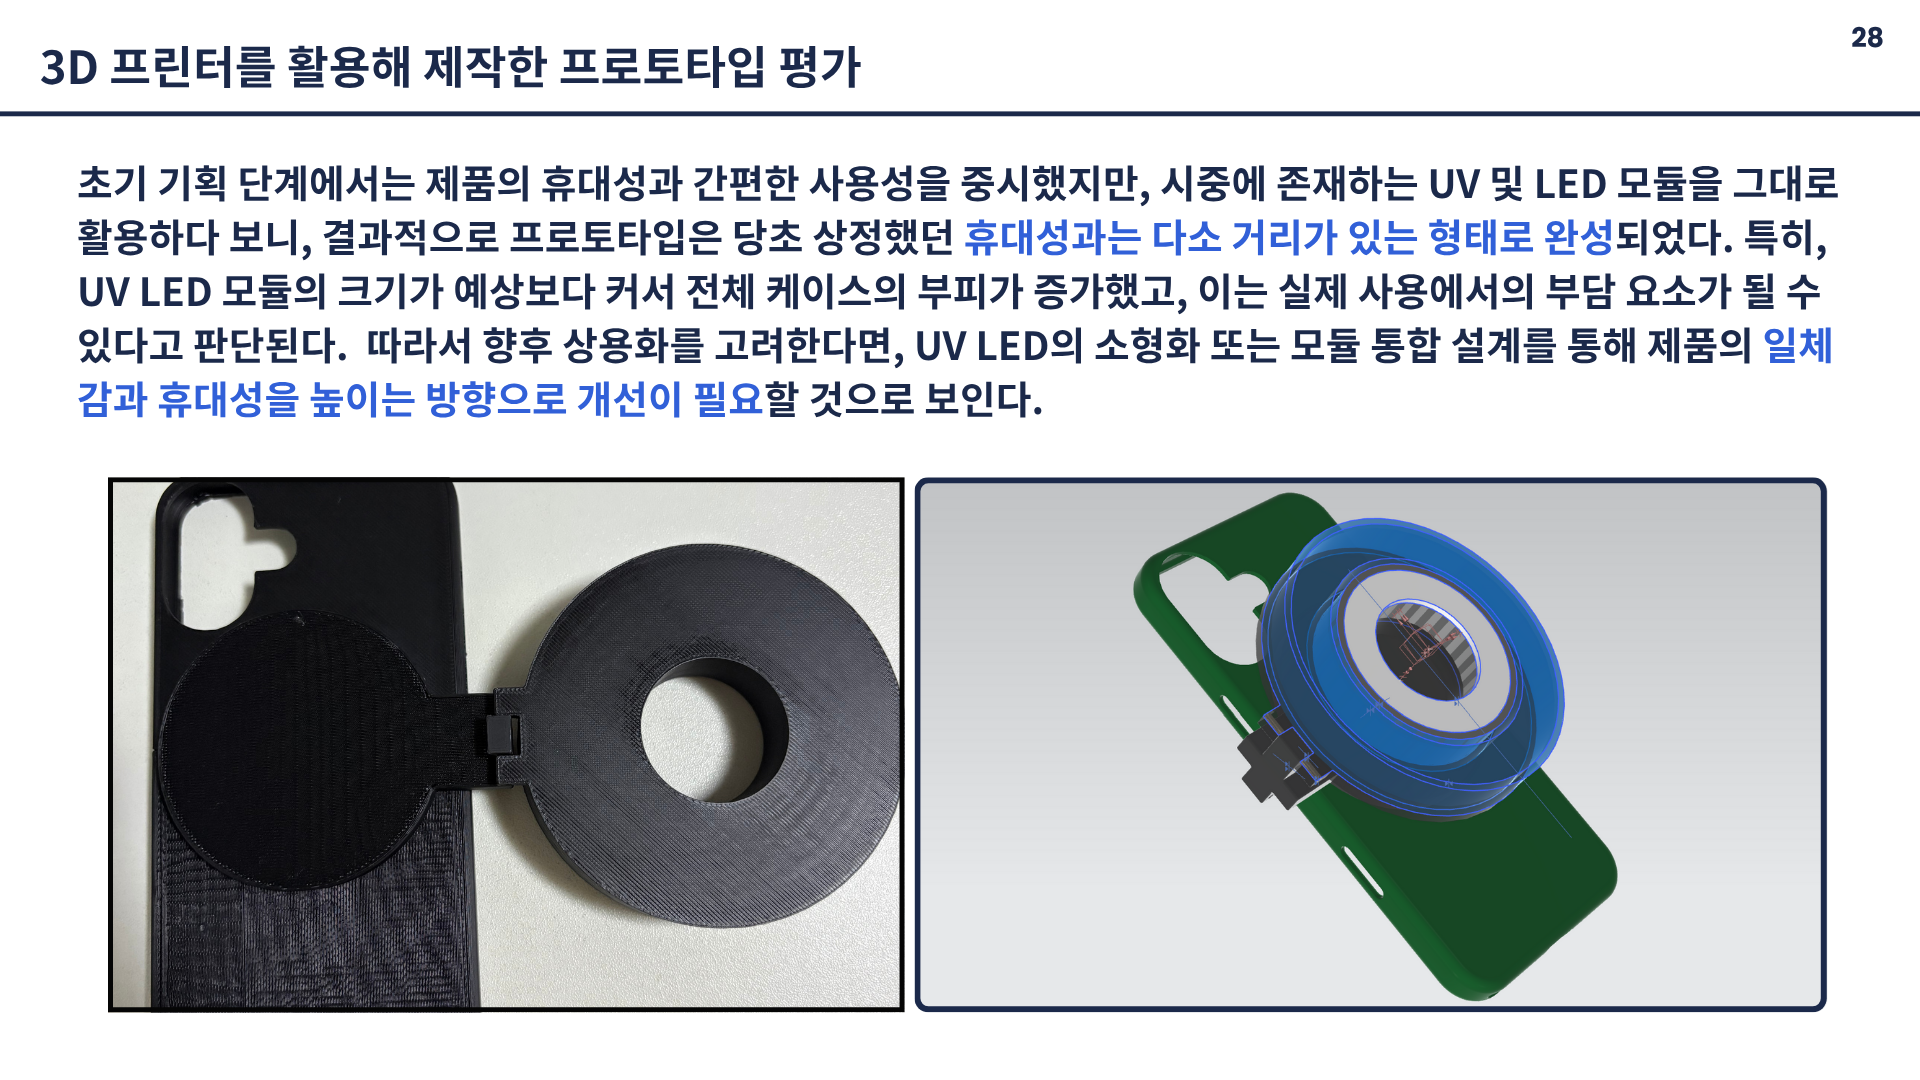 28
3D 프린터를 활용해 제작한 프로토타입 평가
초기 기획 단계에서는 제품의 휴대성과 간편한 사용성을 중시했지만, 시중에 존재하는 UV 및 LED 모듈을 그대로
활용하다 보니, 결과적으로 프로토타입은 당초 상정했던 휴대성과는 다소 거리가 있는 형태로 완성되었다. 특히,
UV LED 모듈의 크기가 예상보다 커서 전체 케이스의 부피가 증가했고, 이는 실제 사용에서의 부담 요소가 될 수
있다고 판단된다. 따라서 향후 상용화를 고려한다면, UV LED의 소형화 또는 모듈 통합 설계를 통해 제품의 일체
감과 휴대성을 높이는 방향으로 개선이 필요할 것으로 보인다.